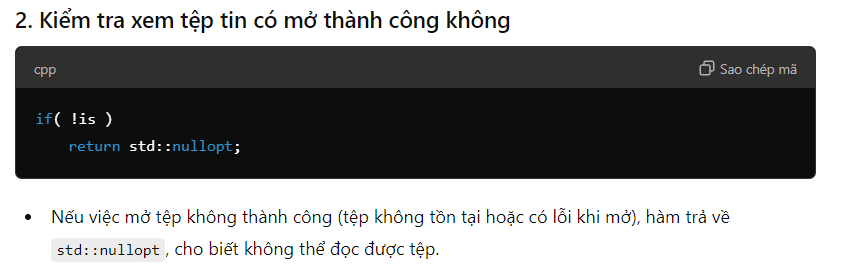 2. Kiểm tra xem tệp tin có mở thành công không
cpp
Sao chép mã
if( !is )
    return std::nullopt;
• Nếu việc mở tệp không thành công (tệp không tồn tại hoặc có lỗi khi mở), hàm trả về
std::nullopt, cho biết không thể đọc được tệp.